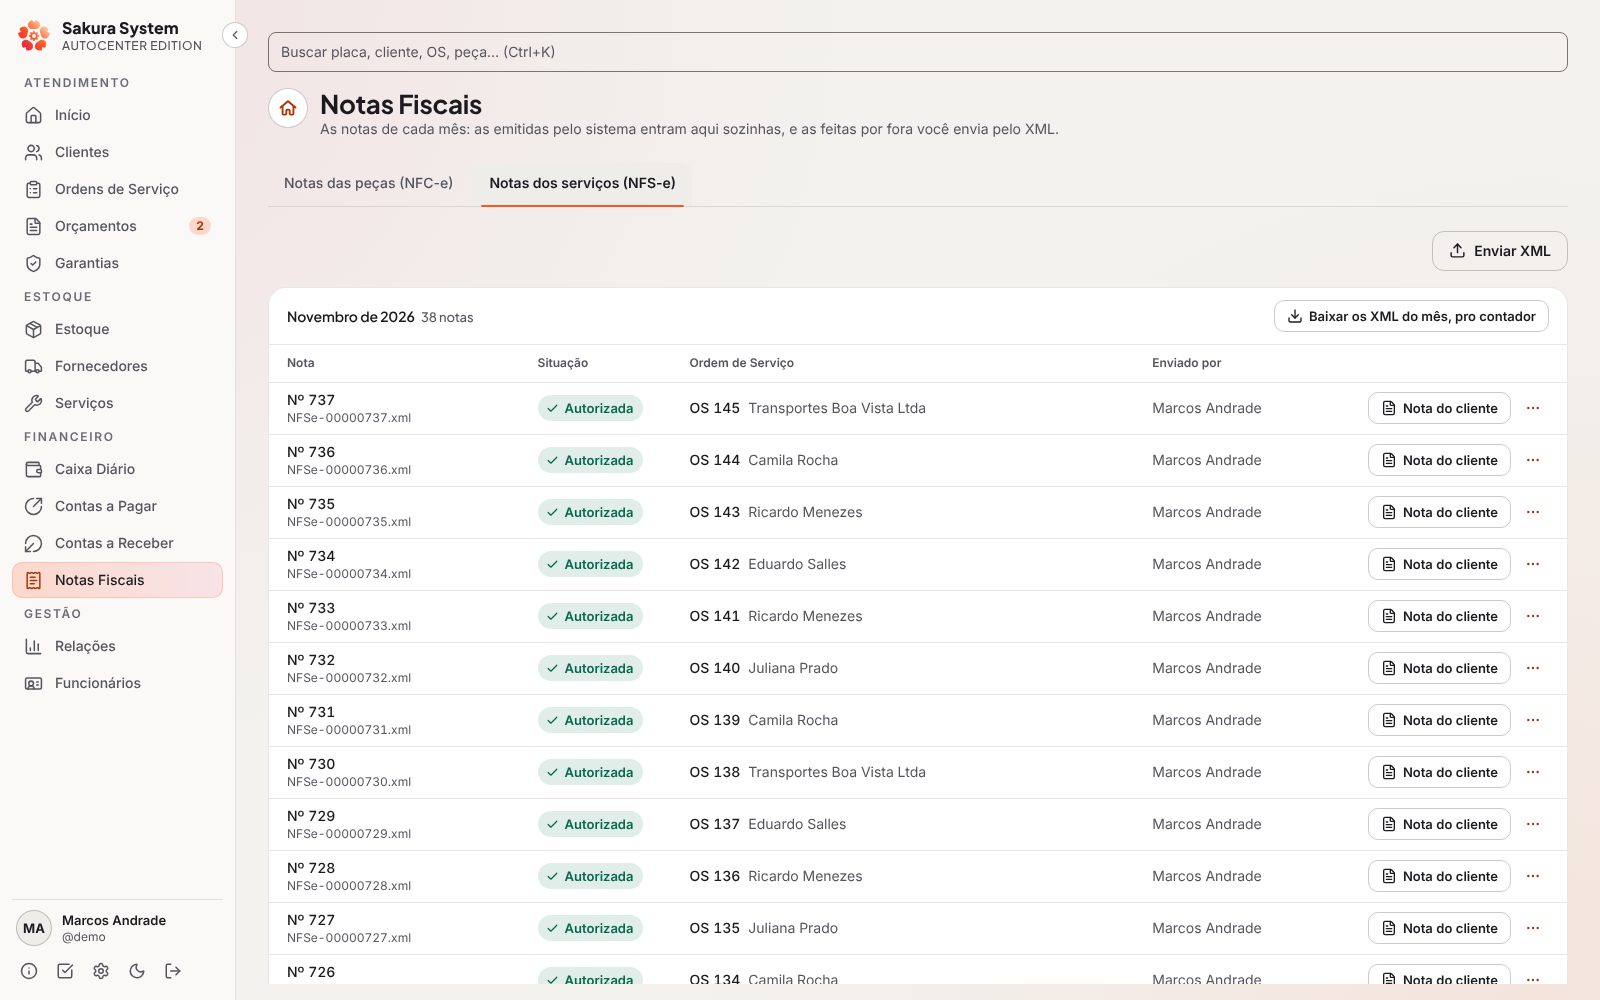 Sakura System
AUTOCENTER EDITION
ATENDIMENTO
Início
Clientes
Ordens de Serviço
Orçamentos 2
Garantias
ESTOQUE
Estoque
Fornecedores
Serviços
FINANCEIRO
Caixa Diário
Contas a Pagar
Contas a Receber
Notas Fiscais
GESTÃO
Relações
Funcionários
MA
Marcos Andrade
@demo
Buscar placa, cliente, OS, peça... (Ctrl+K)
Notas Fiscais
As notas de cada mês: as emitidas pelo sistema entram aqui sozinhas, e as feitas por fora você envia pelo XML.
Notas das peças (NFC-e) Notas dos serviços (NFS-e)
Enviar XML
Novembro de 2026 38 notas Baixar os XML do mês, pro contador
Nota Situação Ordem de Serviço Enviado por
Nº 737
NFSe-00000737.xml
Autorizada OS 145 Transportes Boa Vista Ltda Marcos Andrade Nota do cliente
Nº 736
NFSe-00000736.xml
Autorizada OS 144 Camila Rocha Marcos Andrade Nota do cliente
Nº 735
NFSe-00000735.xml
Autorizada OS 143 Ricardo Menezes Marcos Andrade Nota do cliente
Nº 734
NFSe-00000734.xml
Autorizada OS 142 Eduardo Salles Marcos Andrade Nota do cliente
Nº 733
NFSe-00000733.xml
Autorizada OS 141 Ricardo Menezes Marcos Andrade Nota do cliente
Nº 732
NFSe-00000732.xml
Autorizada OS 140 Juliana Prado Marcos Andrade Nota do cliente
Nº 731
NFSe-00000731.xml
Autorizada OS 139 Camila Rocha Marcos Andrade Nota do cliente
Nº 730
NFSe-00000730.xml
Autorizada OS 138 Transportes Boa Vista Ltda Marcos Andrade Nota do cliente
Nº 729
NFSe-00000729.xml
Autorizada OS 137 Eduardo Salles Marcos Andrade Nota do cliente
Nº 728
NFSe-00000728.xml
Autorizada OS 136 Ricardo Menezes Marcos Andrade Nota do cliente
Nº 727
NFSe-00000727.xml
Autorizada OS 135 Juliana Prado Marcos Andrade Nota do cliente
Nº 726
Autorizada OS 134 Camila Rocha Marcos Andrade Nota do cliente